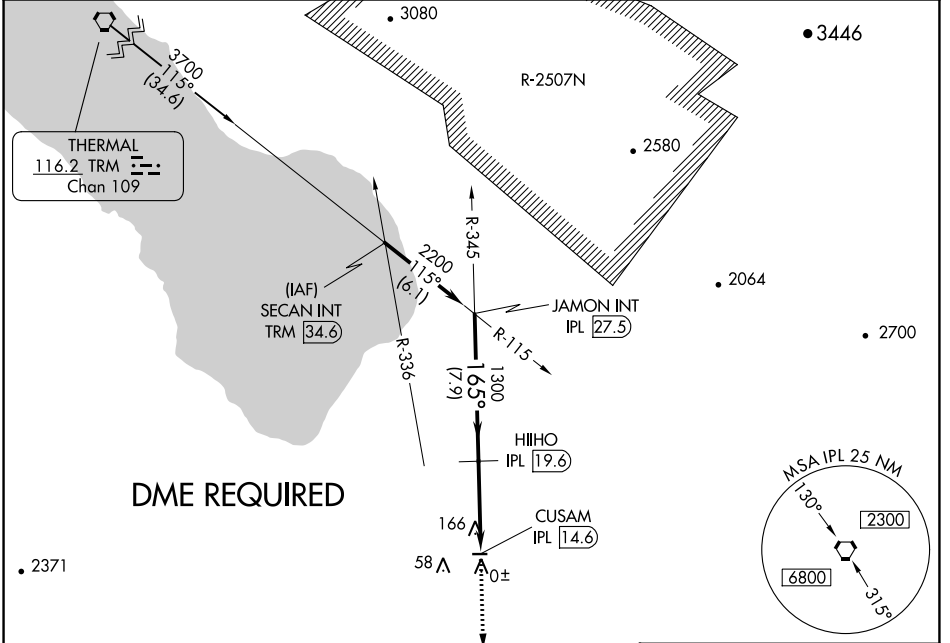 3080
3446
3700
115°
(34.6)
R-2507N
THERMAL
116.2 TRM
Chan 109
2580
R-345
2200
115°
(6.1)
(IAF)
SECAN INT
TRM 34.6
2064
JAMON INT
IPL 27.5
R-336
R-115
2700
1300
165°
(7.9)
HIIHO
IPL 19.6
MSA IPL 25 NM
130°
2300
6800
315°
DME REQUIRED
166
CUSAM
IPL 14.6
58
0±
2371